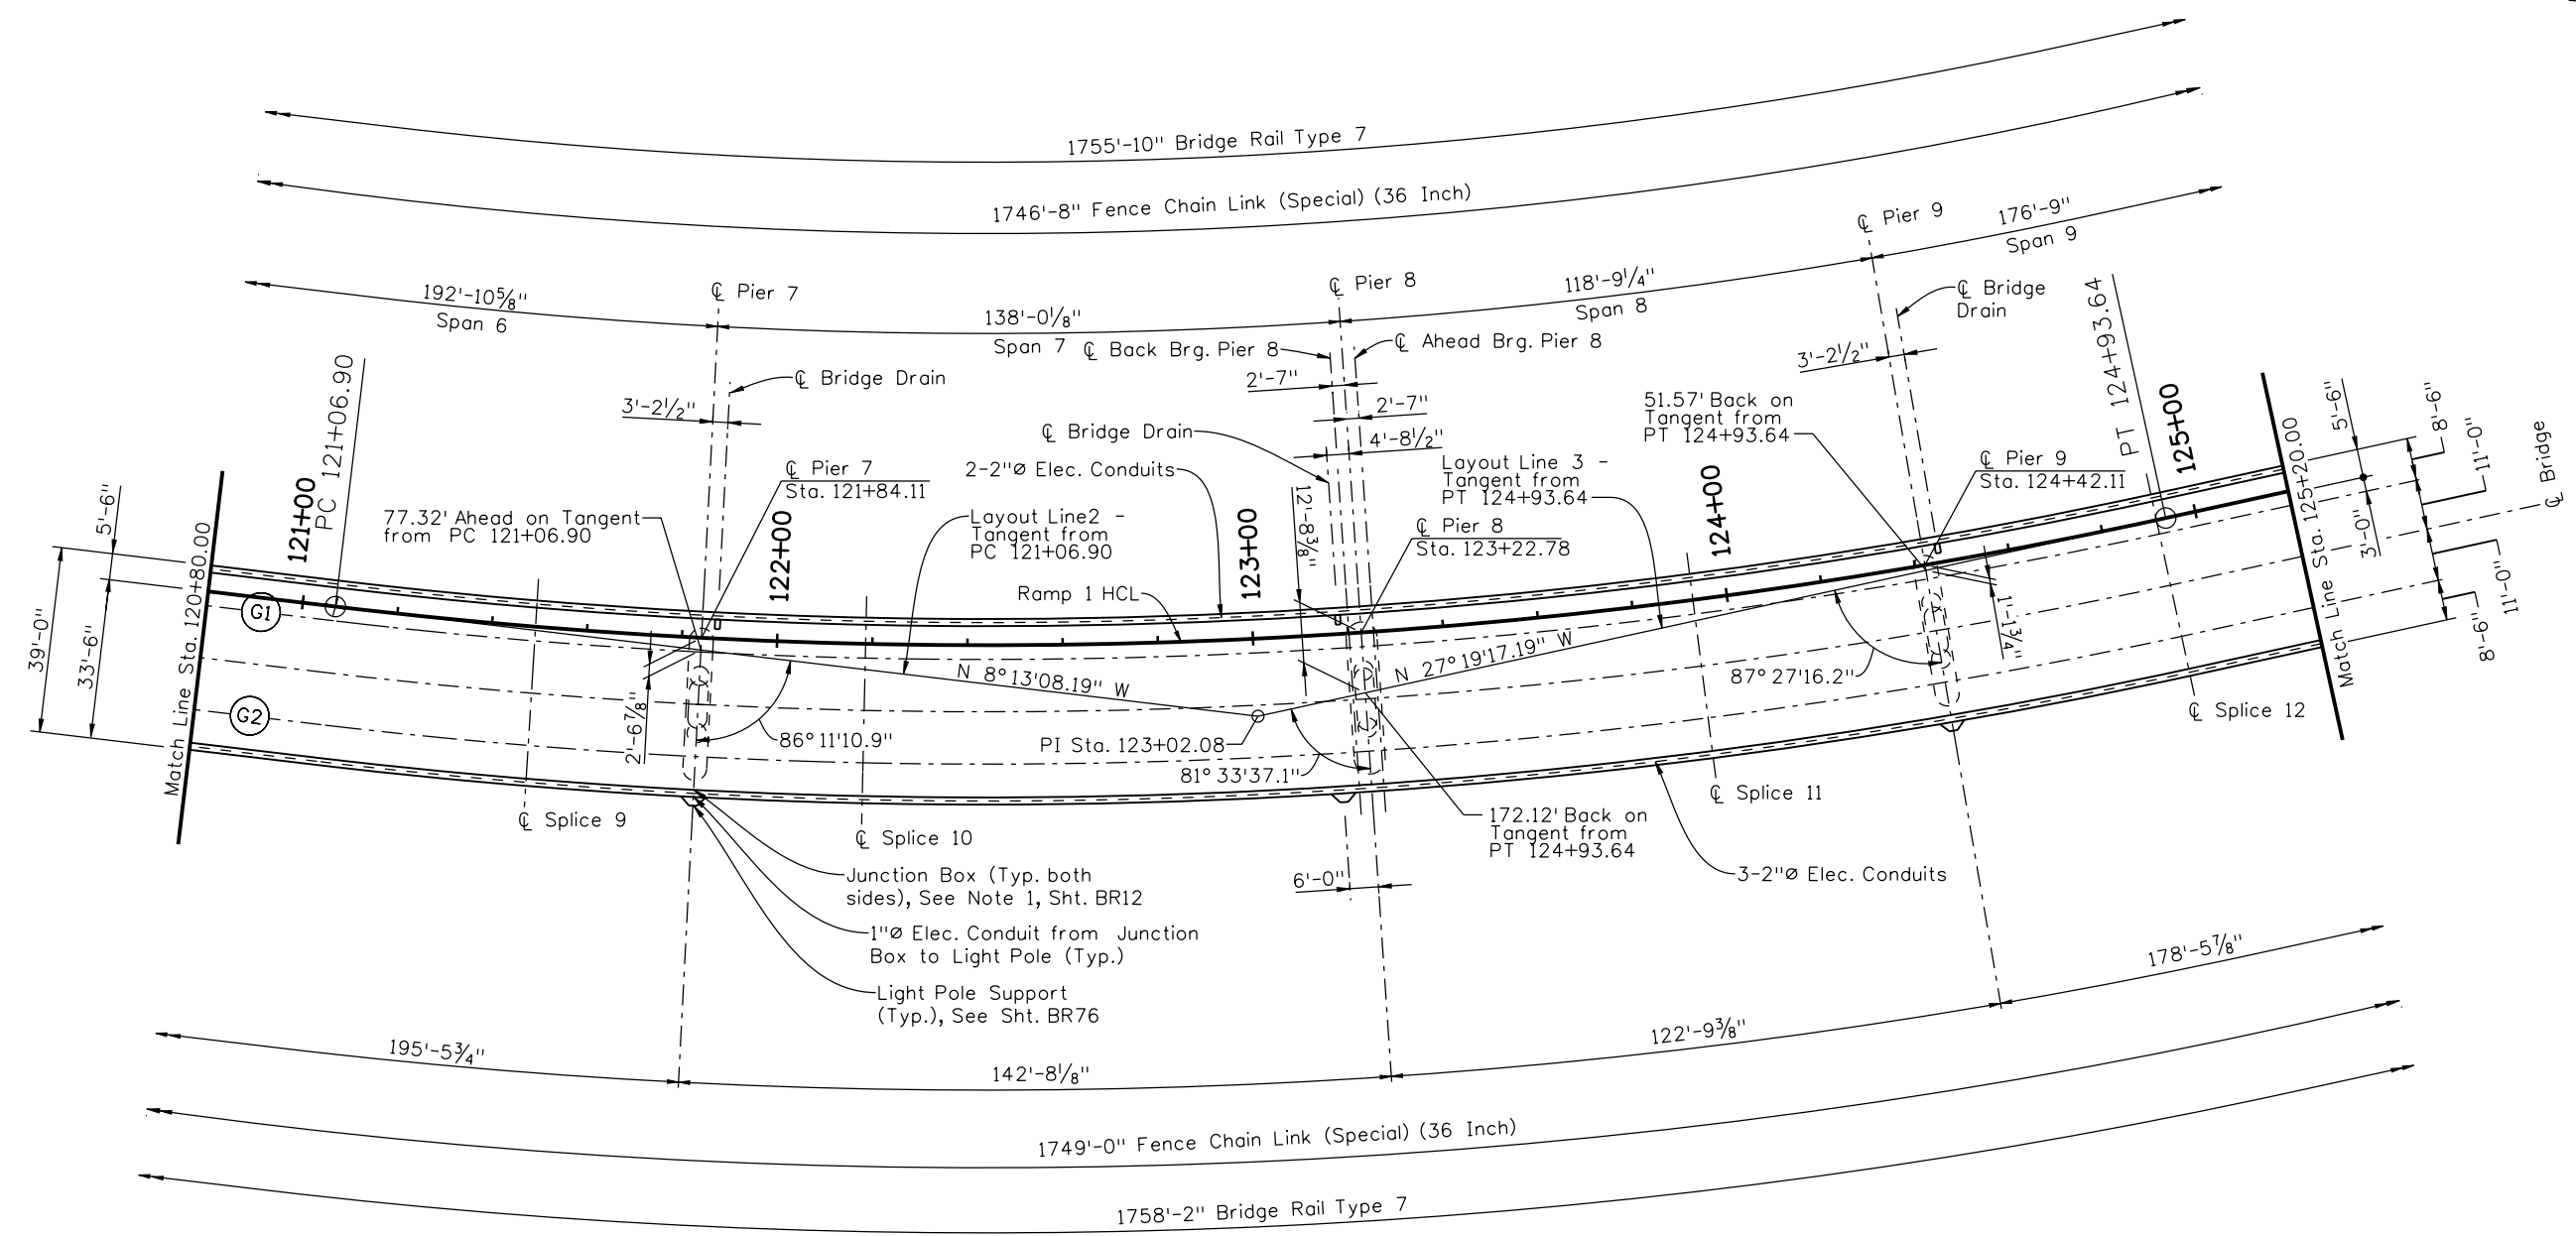 1755'-10" Bridge Rail Type 7
1746'-8" Fence Chain Link (Special) (36 Inch)
℄ Pier 9
176'-9"
Span 9
℄ Pier 7
192'-10⅝"
Span 6
138'-0⅛"
Span 7
℄ Pier 8
118'-9¼"
Span 8
℄ Bridge
Drain
℄ Back Brg. Pier 8
℄ Ahead Brg. Pier 8
3'-2½"
℄ Bridge Drain
2'-7"
2'-7"
4'-8½"
3'-2½"
PC 121+06.90
121+00
℄ Pier 7
Sta. 121+84.11
℄ Bridge Drain
2-2"Ø Elec. Conduits
51.57' Back on
Tangent from
PT 124+93.64
PT 124+93.64
125+00
5'-6"
8'-6"
11'-0"
℄ Bridge
Layout Line 3 -
Tangent from
PT 124+93.64
℄ Pier 9
Sta. 124+42.11
5'-6"
39'-0"
33'-6"
Match Line Sta. 120+80.00
77.32' Ahead on Tangent
from PC 121+06.90
122+00
Layout Line2 -
Tangent from
PC 121+06.90
123+00
12'-8⅜"
℄ Pier 8
Sta. 123+22.78
124+00
Match Line Sta. 125+20.00
3'-0"
11'-0"
8'-6"
G1
G2
Ramp 1 HCL
N 8°13'08.19" W
N 27°19'17.19" W
1'-1¾"
2'-6⅞"
86°11'10.9"
PI Sta. 123+02.08
81°33'37.1"
87°27'16.2"
℄ Splice 9
℄ Splice 10
℄ Splice 11
℄ Splice 12
172.12' Back on
Tangent from
PT 124+93.64
6'-0"
3-2"Ø Elec. Conduits
Junction Box (Typ. both
sides), See Note 1, Sht. BR12
1"Ø Elec. Conduit from Junction
Box to Light Pole (Typ.)
Light Pole Support
(Typ.), See Sht. BR76
195'-5¾"
142'-8⅛"
122'-9⅜"
178'-5⅞"
1749'-0" Fence Chain Link (Special) (36 Inch)
1758'-2" Bridge Rail Type 7